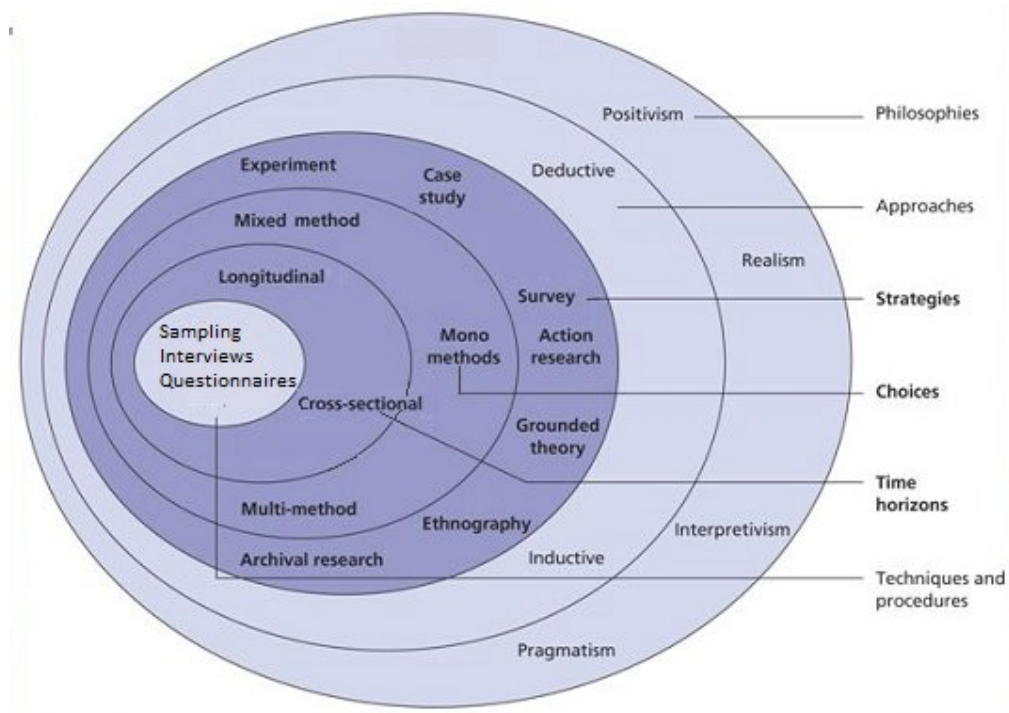 Positivism
Philosophies
Experiment
Case
study
Deductive
Approaches
Mixed method
Realism
Longitudinal
Survey
Strategies
Sampling
Interviews
Questionnaires
Mono
methods
Action
research
Choices
Cross-sectional
Grounded
theory
Time
horizons
Multi-method
Ethnography
Interpretivism
Archival research
Inductive
Techniques and
procedures
Pragmatism